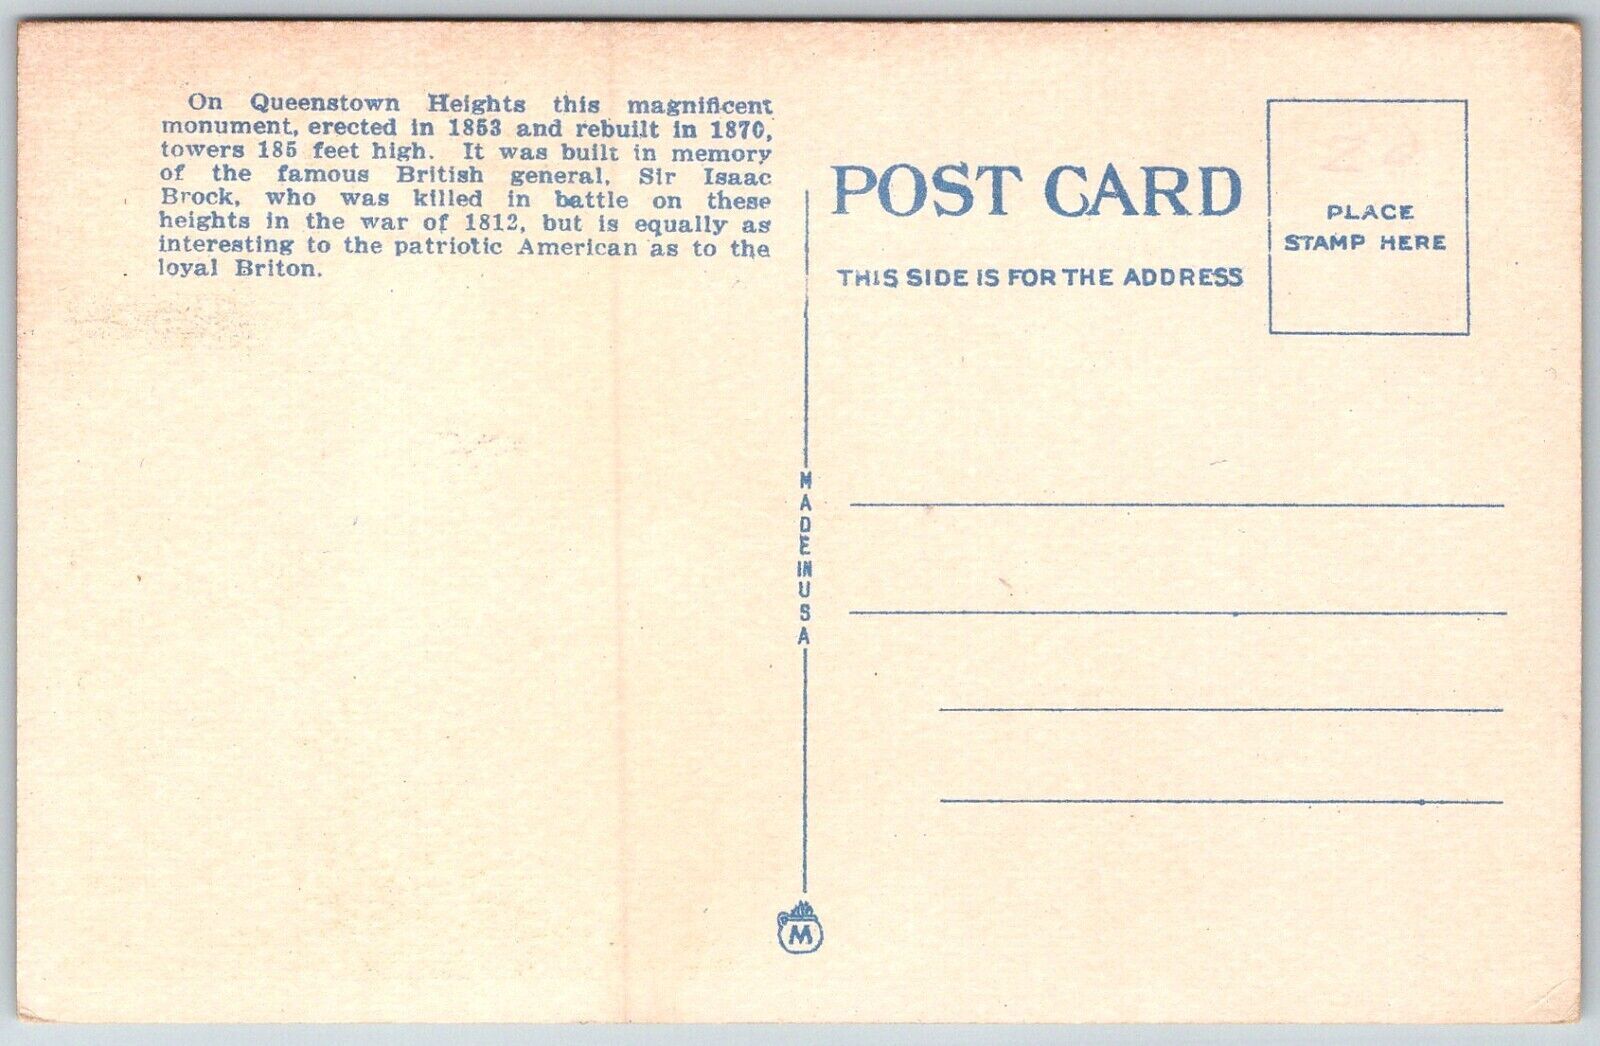 On Queenstown Heights this magnificent
monument, erected in 1853 and rebuilt in 1870,
towers 185 feet high. It was built in memory
of the famous British general, Sir Isaac
Brock, who was killed in battle on these
heights in the war of 1812, but is equally as
interesting to the patriotic American as to the
loyal Briton.
POST CARD
THIS SIDE IS FOR THE ADDRESS
PLACE
STAMP HERE
MADE IN USA
M